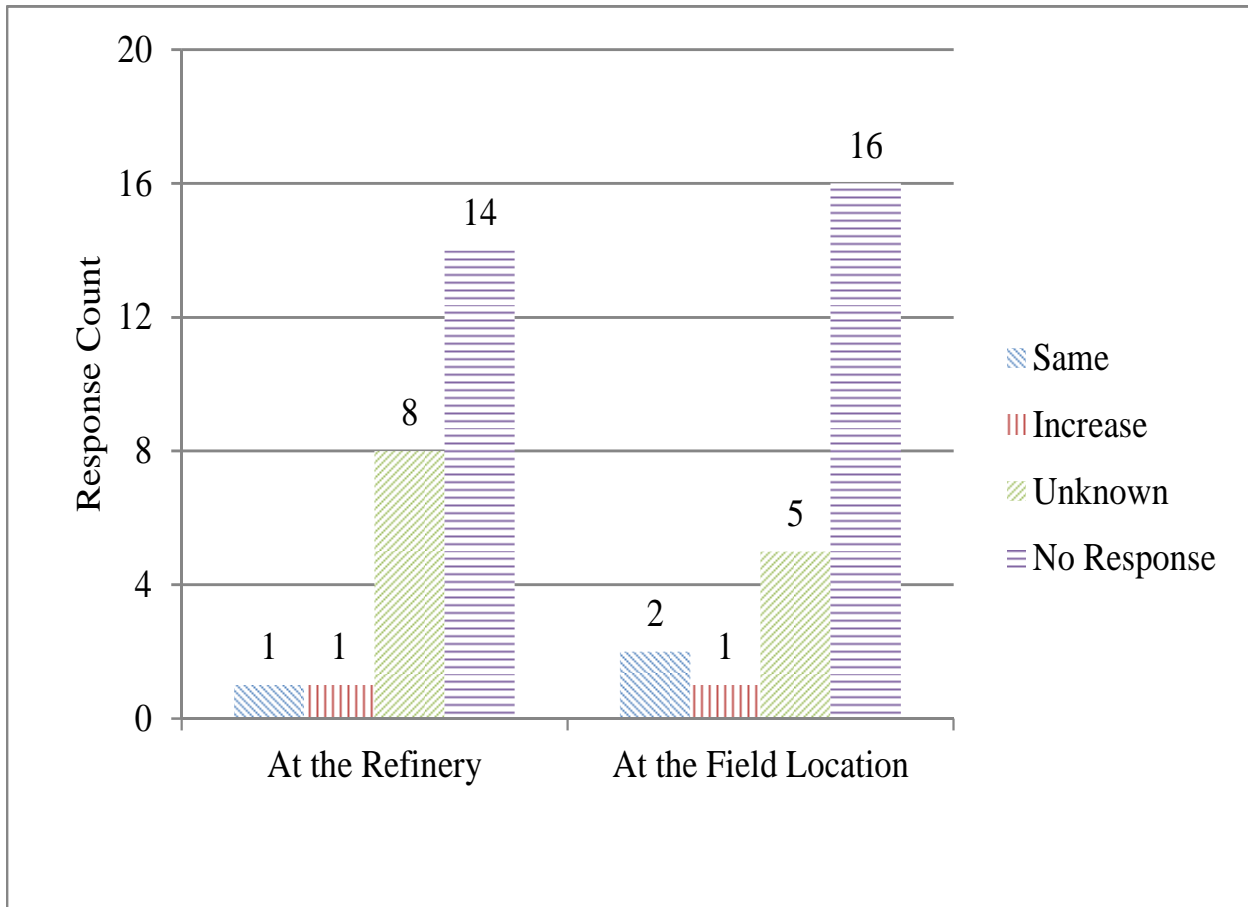 20
16
12
8
4
0
Response Count
1
1
8
14
2
1
5
16
At the Refinery
At the Field Location
Same
Increase
Unknown
No Response